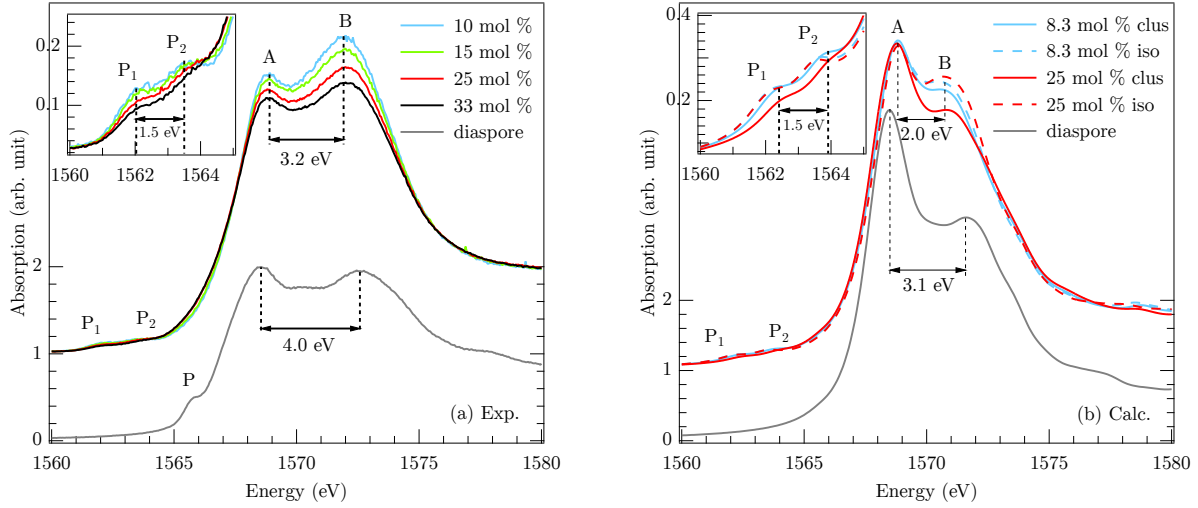 10 mol %
15 mol %
25 mol %
33 mol %
diaspore
P1
P2
1.5 eV
0.2
0.1
1560
1562
1564
A
B
3.2 eV
P1
P2
P
4.0 eV
(a) Exp.
2
1
0
1560
1565
1570
1575
1580
Energy (eV)
Absorption (arb. unit)
8.3 mol % clus
8.3 mol % iso
25 mol % clus
25 mol % iso
diaspore
P1
P2
1.5 eV
0.4
0.2
1560
1562
1564
A
B
2.0 eV
3.1 eV
P1
P2
(b) Calc.
2
1
0
1560
1565
1570
1575
1580
Energy (eV)
Absorption (arb. unit)